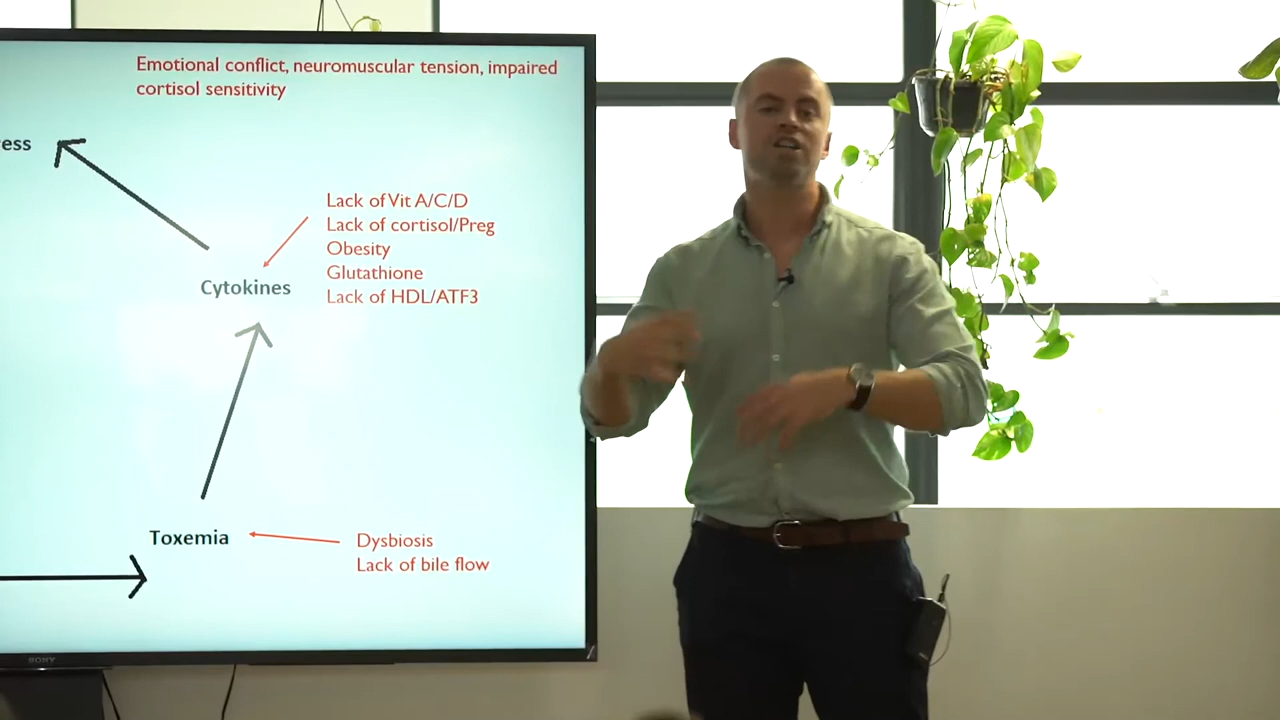 Emotional conflict, neuromuscular tension, impaired
cortisol sensitivity
ess
Lack of Vit A/C/D
Lack of cortisol/Preg
Obesity
Glutathione
Lack of HDL/ATF3
Cytokines
Toxemia
Dysbiosis
Lack of bile flow
SONY